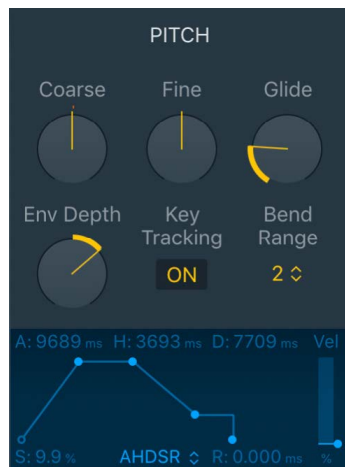 PITCH
Coarse Fine Glide
Env Depth Key Tracking Bend Range
ON 2
A: 9689 ms H: 3693 ms D: 7709 ms Vel
S: 9.9 % AHDSR R: 0.000 ms %